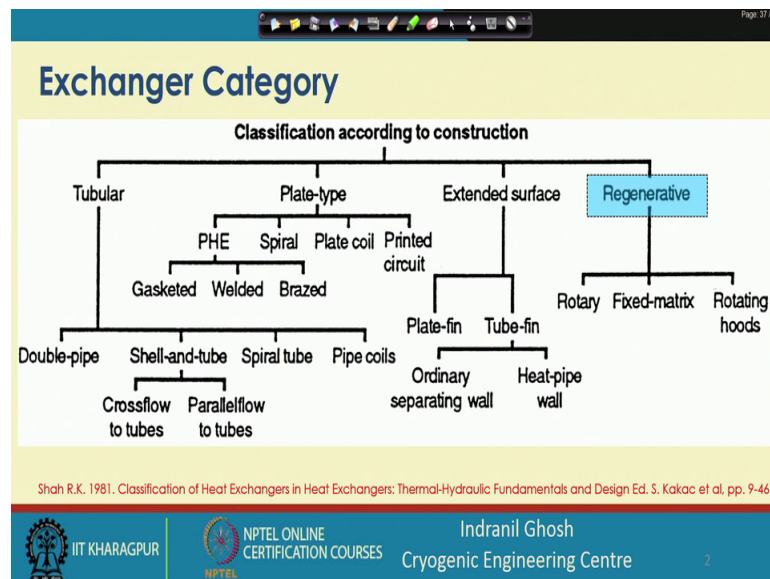 Page: 37 /
Exchanger Category
Classification according to construction
Tubular
Plate-type
Extended surface
Regenerative
PHE
Spiral
Plate coil
Printed
circuit
Gasketed
Welded
Brazed
Rotary
Fixed-matrix
Rotating
hoods
Plate-fin
Tube-fin
Double-pipe
Shell-and-tube
Spiral tube
Pipe coils
Ordinary
separating wall
Heat-pipe
wall
Crossflow
to tubes
Parallelflow
to tubes
Shah R.K. 1981. Classification of Heat Exchangers in Heat Exchangers: Thermal-Hydraulic Fundamentals and Design Ed. S. Kakac et al, pp. 9-46
IIT KHARAGPUR
NPTEL
NPTEL ONLINE
CERTIFICATION COURSES
Indranil Ghosh
Cryogenic Engineering Centre
2